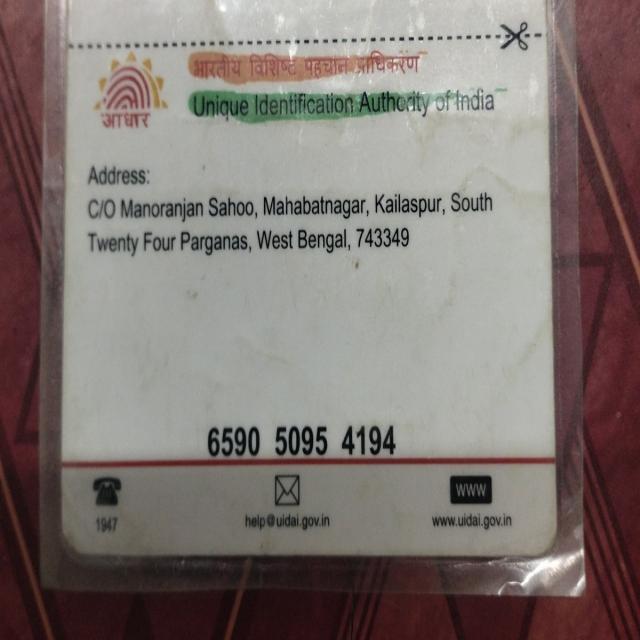 भारतीय विशिष्ट पहचान प्राधिकरण
Unique Identification Authority of India
आधार
Address:
C/O Manoranjan Sahoo, Mahabatnagar, Kailaspur, South
Twenty Four Parganas, West Bengal, 743349
6590 5095 4194
1947
help@uidai.gov.in
WWW
www.uidai.gov.in